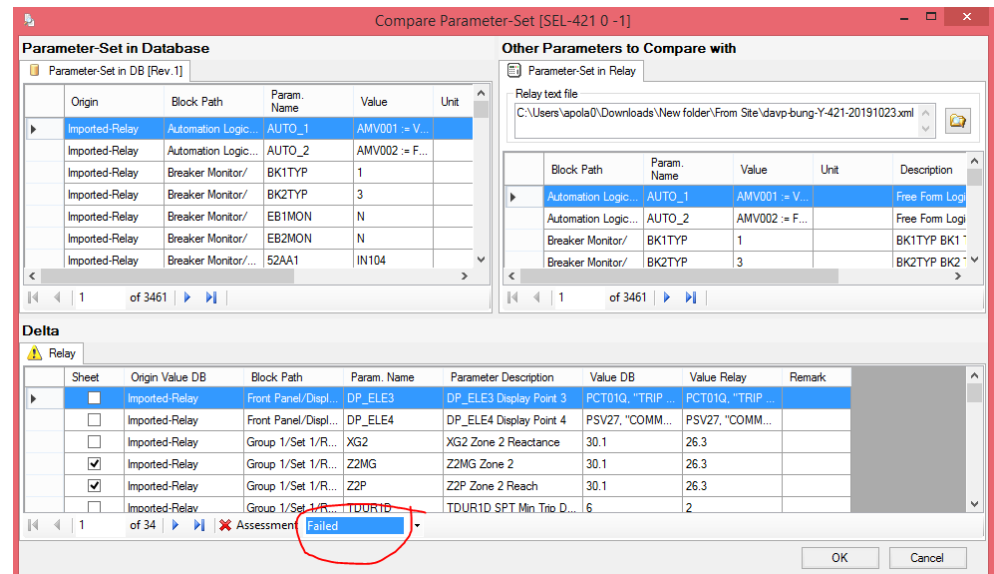 Compare Parameter-Set [SEL-421 0 -1]
Parameter-Set in Database
Parameter-Set in DB [Rev.1]
Origin Block Path Param. Name Value Unit
Imported-Relay Automation Logic... AUTO_1 AMV001 := V...
Imported-Relay Automation Logic... AUTO_2 AMV002 := F...
Imported-Relay Breaker Monitor/ BK1TYP 1
Imported-Relay Breaker Monitor/ BK2TYP 3
Imported-Relay Breaker Monitor/ EB1MON N
Imported-Relay Breaker Monitor/ EB2MON N
Imported-Relay Breaker Monitor/... 52AA1 IN104
1 of 3461
Other Parameters to Compare with
Parameter-Set in Relay
Relay text file
C:\Users\apola0\Downloads\New folder\From Site\davp-bung-Y-421-20191023.xml
Block Path Param. Name Value Unit Description
Automation Logic... AUTO_1 AMV001 := V... Free Form Logi
Automation Logic... AUTO_2 AMV002 := F... Free Form Logi
Breaker Monitor/ BK1TYP 1 BK1TYP BK1
Breaker Monitor/ BK2TYP 3 BK2TYP BK2
1 of 3461
Delta
Relay
Sheet Origin Value DB Block Path Param. Name Parameter Description Value DB Value Relay Remark
Imported-Relay Front Panel/Displ... DP_ELE3 DP_ELE3 Display Point 3 PCT01Q, "TRIP ... PCT01Q, "TRIP ...
Imported-Relay Front Panel/Displ... DP_ELE4 DP_ELE4 Display Point 4 PSV27, "COMM... PSV27, "COMM...
Imported-Relay Group 1/Set 1/R... XG2 XG2 Zone 2 Reactance 30.1 26.3
Imported-Relay Group 1/Set 1/R... Z2MG Z2MG Zone 2 30.1 26.3
Imported-Relay Group 1/Set 1/R... Z2P Z2P Zone 2 Reach 30.1 26.3
Imported-Relay Group 1/Set 1/R... TDUR1D TDUR1D SPT Min Trip D... 6 2
1 of 34 Assessment Failed
OK Cancel